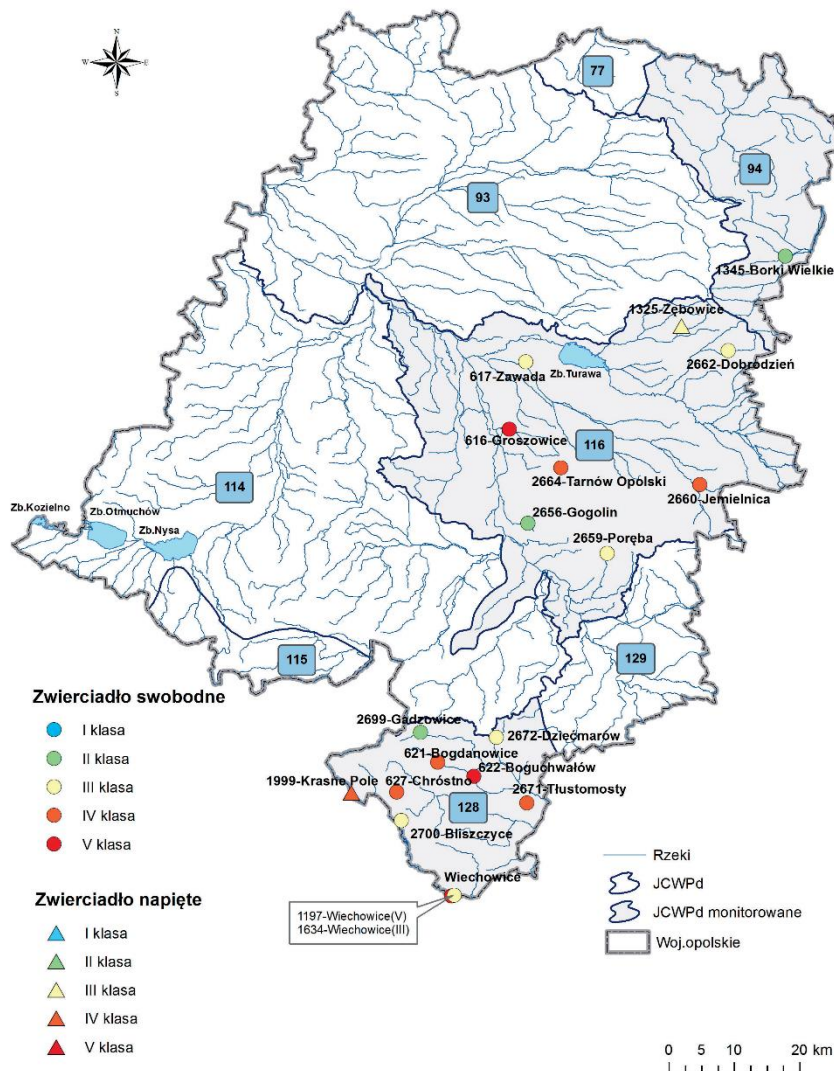 N
W E
S
77
94
93
1345-Borki Wielkie
1325-Zębowice
2662-Dobrodzień
617-Zawada
Zb.Turawa
616-Groszowice
116
2664-Tarnów Opolski
2660-Jemielnica
114
Zb.Kozielno
Zb.Otmuchów
Zb.Nysa
2656-Gogolin
2659-Poręba
115
129
Zwierciadło swobodne
I klasa
II klasa
III klasa
IV klasa
V klasa
2699-Gadzowice
2672-Dziećmarów
621-Bogdanowice
622-Boguchwałów
1999-Krasne Pole
627-Chróstno
2671-Tłustomosty
128
2700-Bliszczyce
Wiechowice
1197-Wiechowice(V)
1634-Wiechowice(III)
Zwierciadło napięte
I klasa
II klasa
III klasa
IV klasa
V klasa
Rzeki
JCWPd
JCWPd monitorowane
Woj.opolskie
0 5 10 20 km